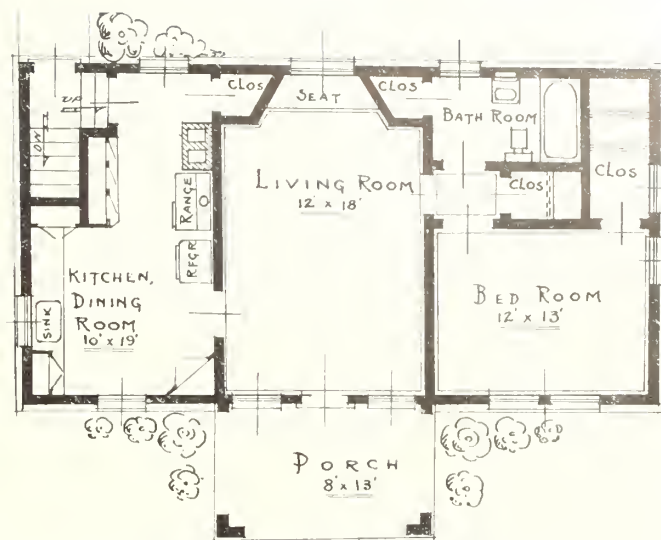 CLOS
SEAT
CLOS
BATH ROOM
UP
DN
CLOS
CLOS
LIVING ROOM
12' x 18'
RANGE
RFGR
KITCHEN,
DINING
ROOM
10' x 19'
SINK
BED ROOM
12' x 13'
PORCH
8' x 13'